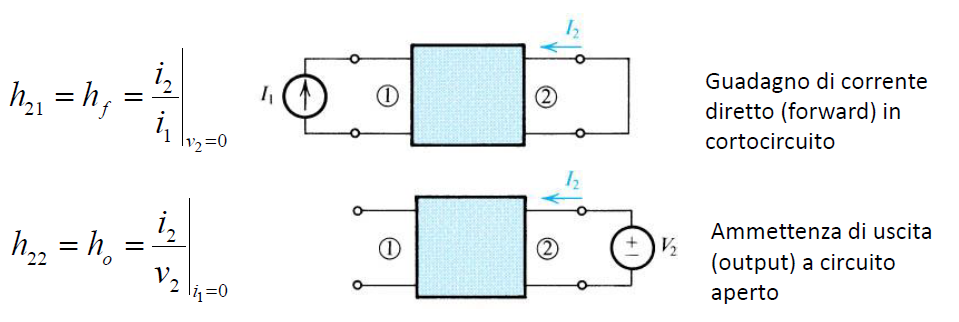 h21 = hf = i2/i1 |v2=0
I1
①
②
I2
Guadagno di corrente
diretto (forward) in
cortocircuito
h22 = ho = i2/v2 |i1=0
①
②
I2
+
−
V2
Ammettenza di uscita
(output) a circuito
aperto